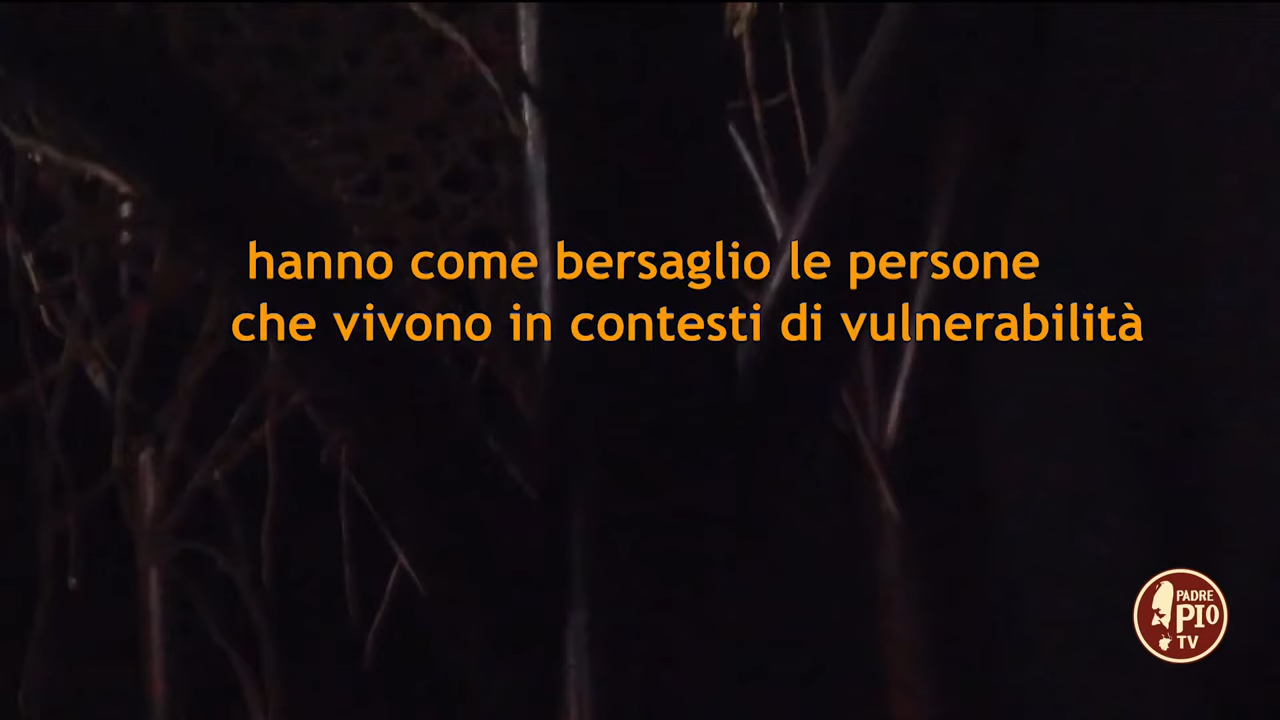 hanno come bersaglio le persone
che vivono in contesti di vulnerabilità
PADRE
PIO
TV